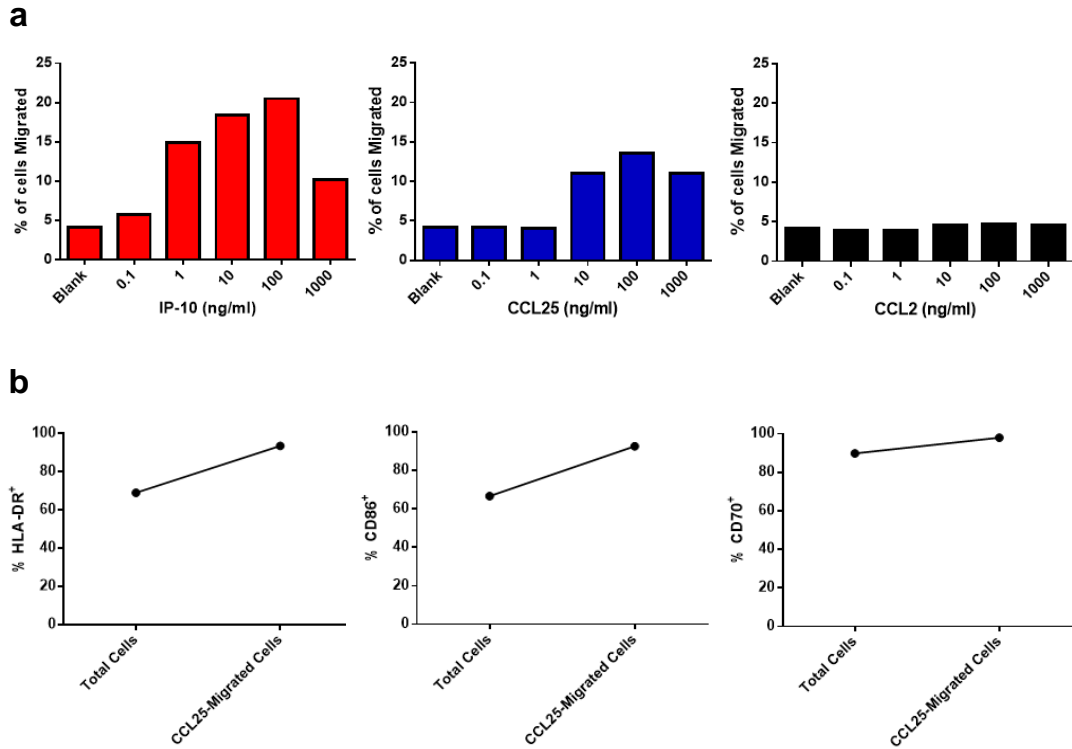 a
% of cells Migrated
25
20
15
10
5
0
Blank
0.1
1
10
100
1000
IP-10 (ng/ml)
% of cells Migrated
25
20
15
10
5
0
Blank
0.1
1
10
100
1000
CCL25 (ng/ml)
% of cells Migrated
25
20
15
10
5
0
Blank
0.1
1
10
100
1000
CCL2 (ng/ml)
b
% HLA-DR⁺
100
80
60
40
20
0
Total Cells
CCL25-Migrated Cells
% CD86⁺
100
80
60
40
20
0
Total Cells
CCL25-Migrated Cells
% CD70⁺
100
80
60
40
20
0
Total Cells
CCL25-Migrated Cells